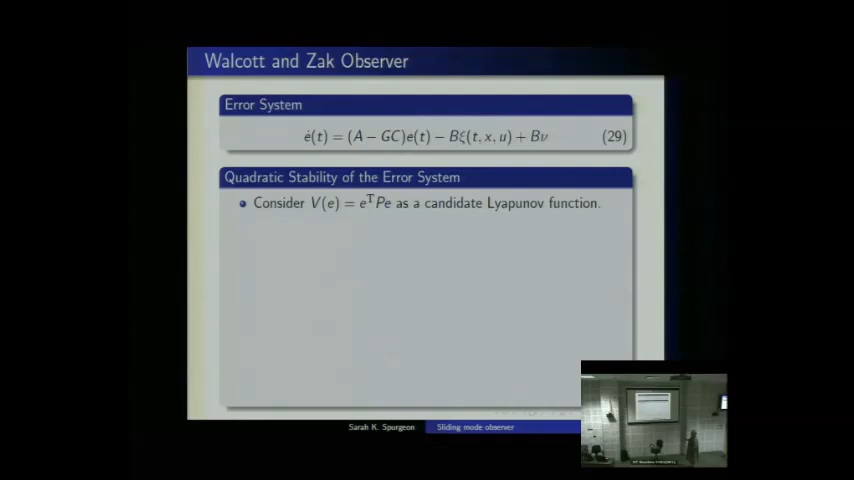 Walcott and Zak Observer
Error System
ė(t) = (A − GC)e(t) − Bξ(t, x, u) + Bν (29)
Quadratic Stability of the Error System
Consider V(e) = eᵀPe as a candidate Lyapunov function.
Sarah K. Spurgeon Sliding mode observer